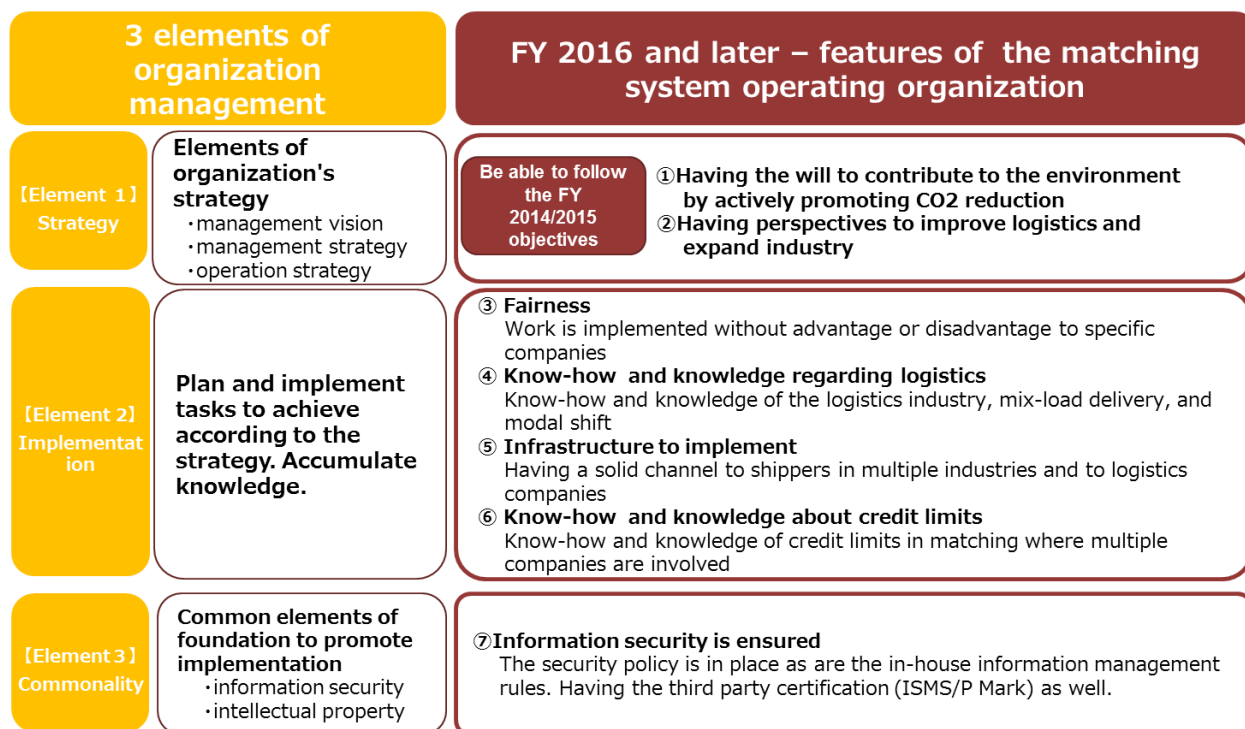 3 elements of
organization
management
FY 2016 and later – features of the matching
system operating organization
【Element 1】
Strategy
Elements of
organization's
strategy
・management vision
・management strategy
・operation strategy
Be able to follow
the FY
2014/2015
objectives
①Having the will to contribute to the environment
by actively promoting CO2 reduction
②Having perspectives to improve logistics and
expand industry
【Element 2】
Implementat
ion
Plan and implement
tasks to achieve
according to the
strategy. Accumulate
knowledge.
③ Fairness
Work is implemented without advantage or disadvantage to specific
companies
④ Know-how and knowledge regarding logistics
Know-how and knowledge of the logistics industry, mix-load delivery, and
modal shift
⑤ Infrastructure to implement
Having a solid channel to shippers in multiple industries and to logistics
companies
⑥ Know-how and knowledge about credit limits
Know-how and knowledge of credit limits in matching where multiple
companies are involved
【Element 3】
Commonality
Common elements of
foundation to promote
implementation
・information security
・intellectual property
⑦Information security is ensured
The security policy is in place as are the in-house information management
rules. Having the third party certification (ISMS/P Mark) as well.